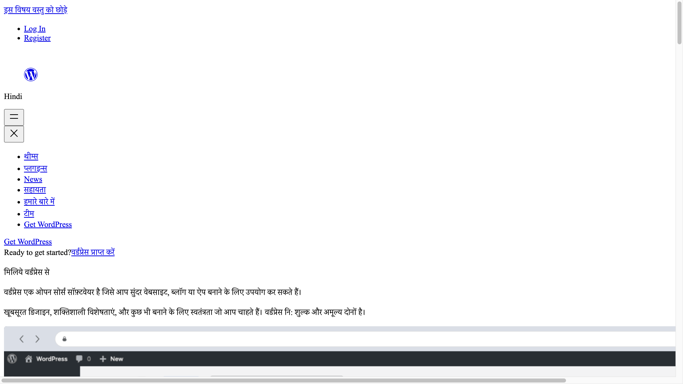 इस विषय वस्तु को छोड़े
Log In
Register
Hindi
थीम्स
प्लगइन्स
News
सहायता
हमारे बारे में
टीम
Get WordPress
Get WordPress
Ready to get started?वर्डप्रेस प्राप्त करें
मिलिये वर्डप्रेस से
वर्डप्रेस एक ओपन सोर्स सॉफ़्टवेयर है जिसे आप सुंदर वेबसाइट, ब्लॉग या ऐप बनाने के लिए उपयोग कर सकते हैं।
खूबसूरत डिजाइन, शक्तिशाली विशेषताएं, और कुछ भी बनाने के लिए स्वतंत्रता जो आप चाहते हैं। वर्डप्रेस नि: शुल्क और अमूल्य दोनों है।
WordPress 0 New